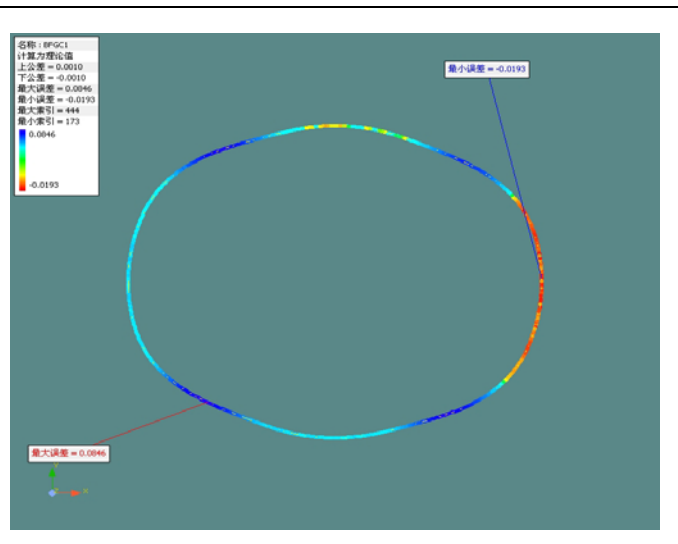 名称 : BFGC1
计算为理论值
上公差 = 0.0010
下公差 = -0.0010
最大误差 = 0.0846
最小误差 = -0.0193
最大索引 = 444
最小索引 = 173
0.0846
-0.0193
最小误差 = -0.0193
最大误差 = 0.0846
Y
Z
X